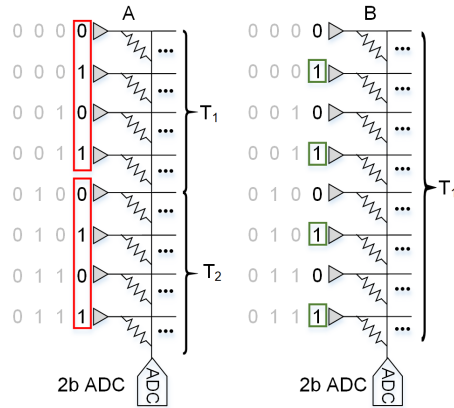 A
0 0 0 0 ...
0 0 0 1 ...
0 0 1 0 ...
T₁
0 0 1 1 ...
0 1 0 0 ...
0 1 0 1 ...
T₂
0 1 1 0 ...
0 1 1 1 ...
2b ADC
ADC
B
0 0 0 0 ...
0 0 0 1 ...
0 0 1 0 ...
0 0 1 1 ...
T₁
0 1 0 0 ...
0 1 0 1 ...
0 1 1 0 ...
0 1 1 1 ...
2b ADC
ADC